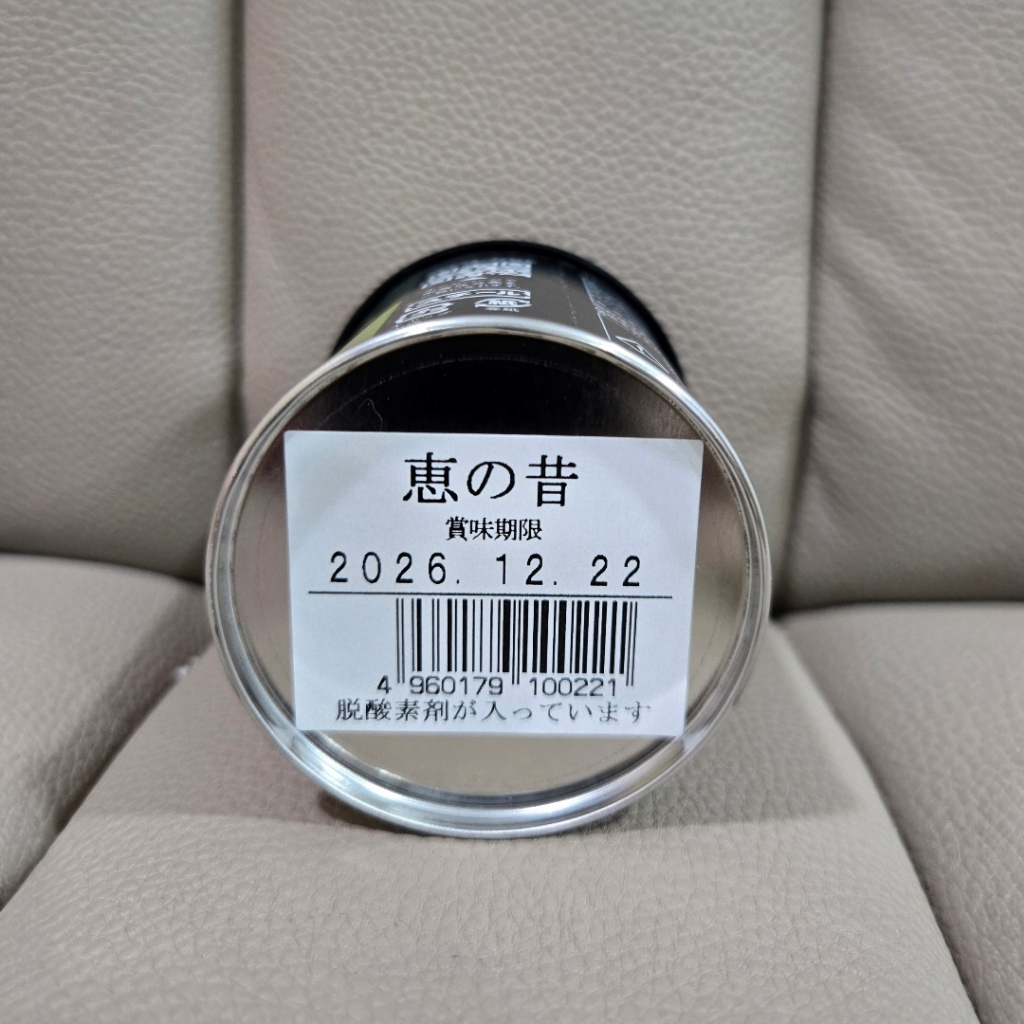 恵の昔
賞味期限
2026. 12. 22
4 960179 100221
脱酸素剤が入っています